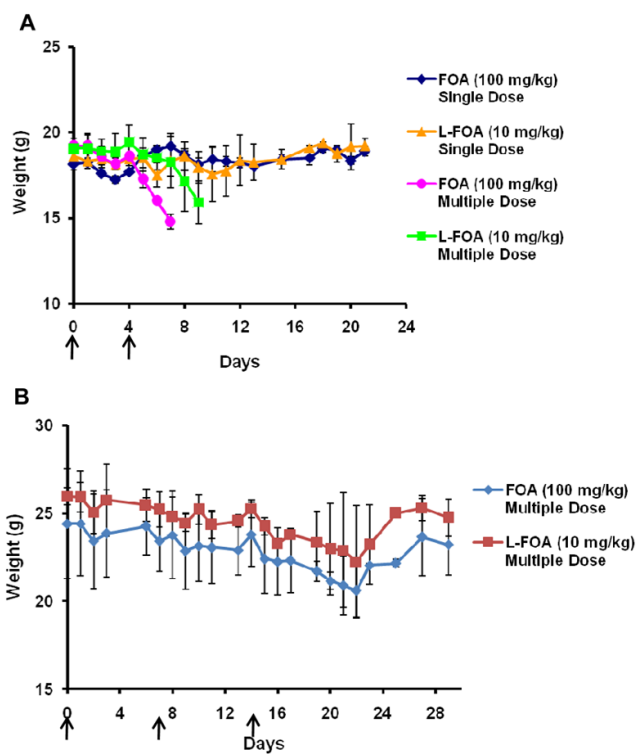 A
25
20
15
10
Weight (g)
0 4 8 12 16 20 24
Days
FOA (100 mg/kg)
Single Dose
L-FOA (10 mg/kg)
Single Dose
FOA (100 mg/kg)
Multiple Dose
L-FOA (10 mg/kg)
Multiple Dose
B
30
25
20
15
Weight (g)
0 4 8 12 16 20 24 28
Days
FOA (100 mg/kg)
Multiple Dose
L-FOA (10 mg/kg)
Multiple Dose